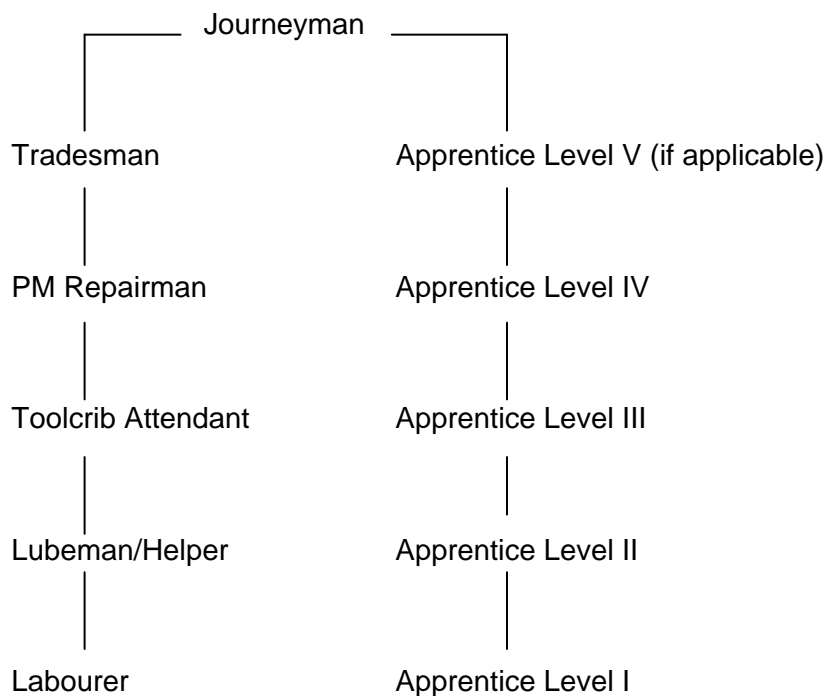 Journeyman
Tradesman Apprentice Level V (if applicable)
PM Repairman Apprentice Level IV
Toolcrib Attendant Apprentice Level III
Lubeman/Helper Apprentice Level II
Labourer Apprentice Level I